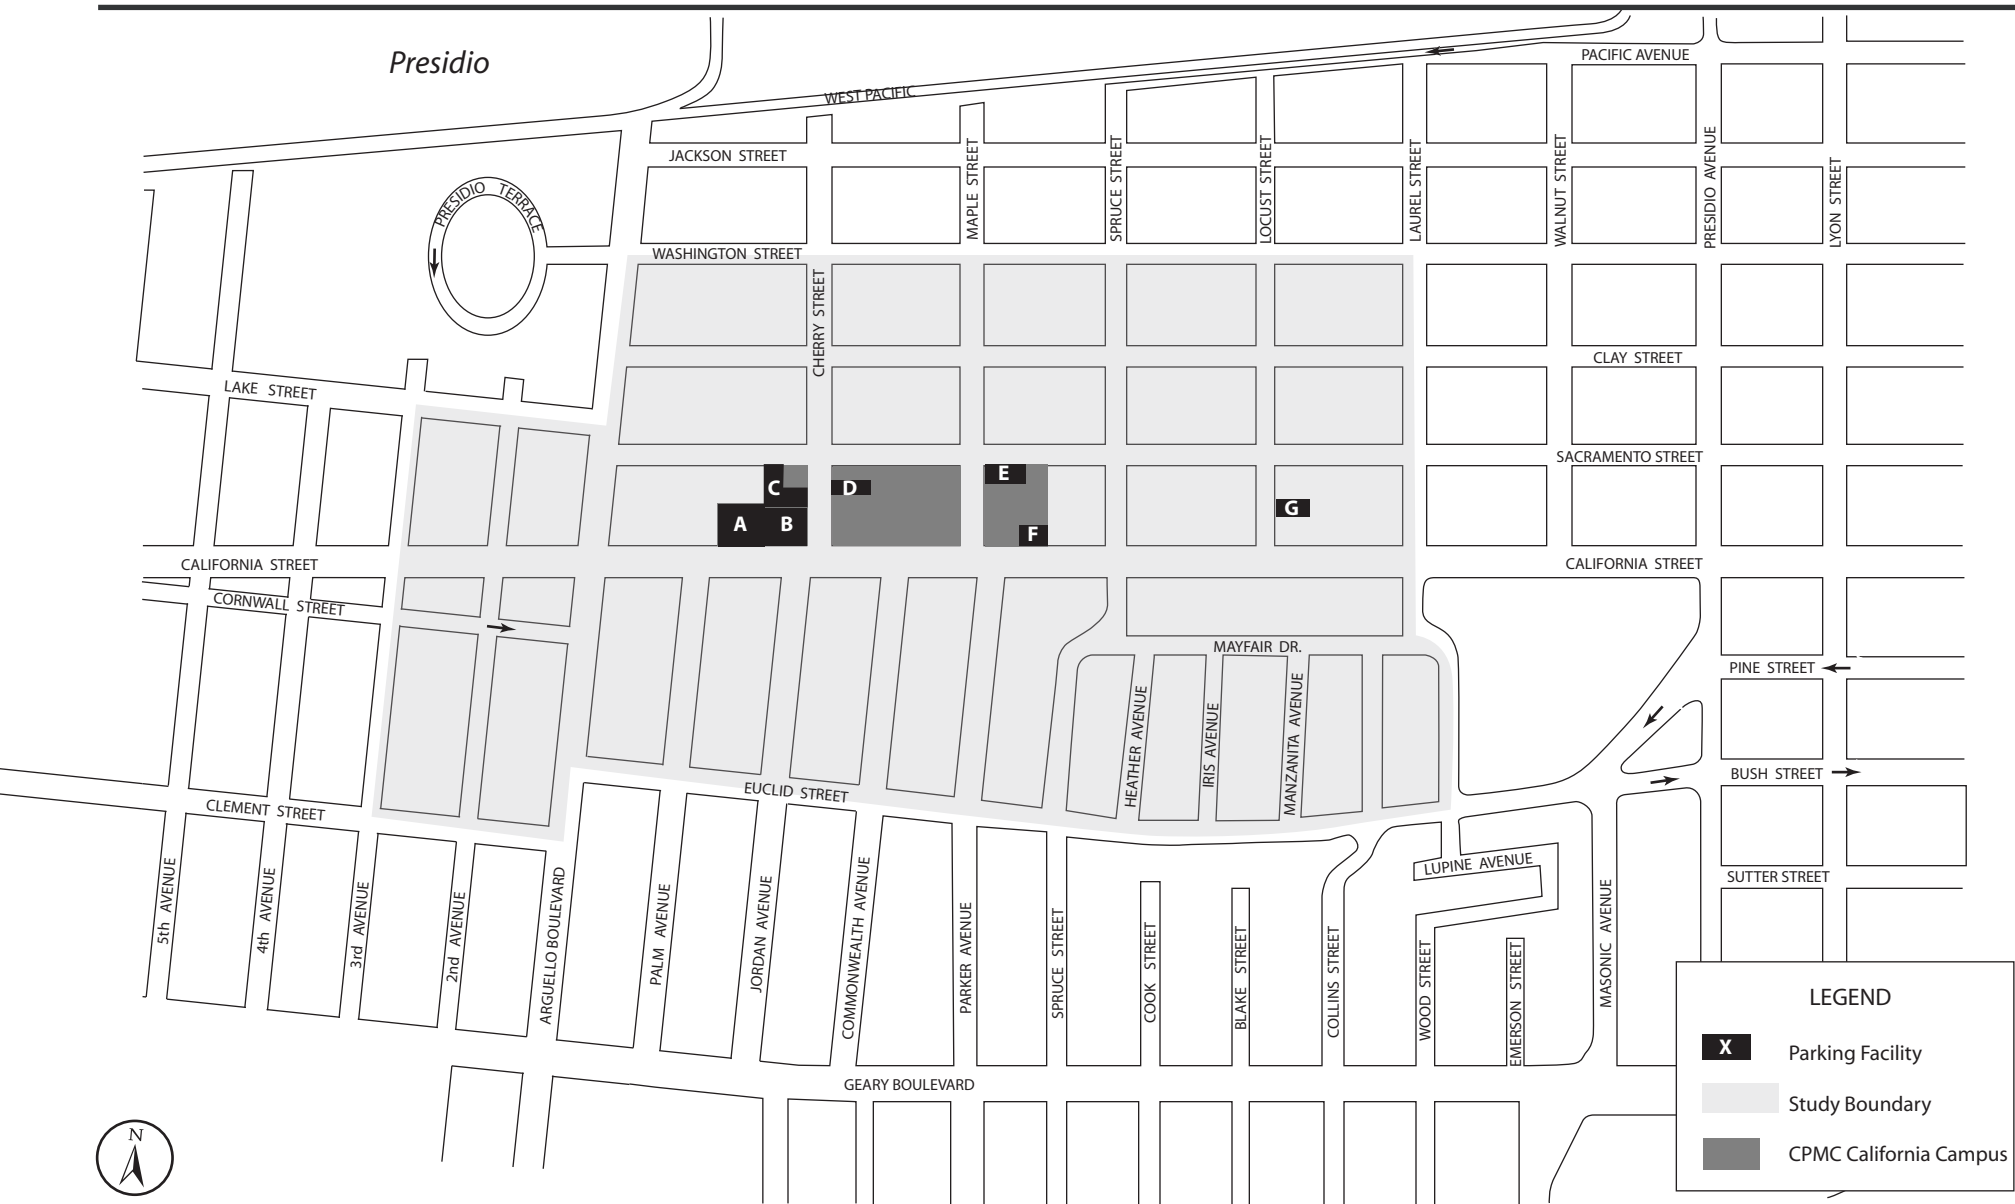 Presidio
PACIFIC AVENUE
WEST PACIFIC
JACKSON STREET
PRESIDIO TERRACE
MAPLE STREET
SPRUCE STREET
LOCUST STREET
LAUREL STREET
WALNUT STREET
PRESIDIO AVENUE
LYON STREET
WASHINGTON STREET
CHERRY STREET
CLAY STREET
LAKE STREET
SACRAMENTO STREET
A
B
C
D
E
F
G
CALIFORNIA STREET
CALIFORNIA STREET
CORNWALL STREET
MAYFAIR DR.
PINE STREET
HEATHER AVENUE
IRIS AVENUE
MANZANITA AVENUE
BUSH STREET
EUCLID STREET
CLEMENT STREET
LUPINE AVENUE
SUTTER STREET
5th AVENUE
4th AVENUE
3rd AVENUE
2nd AVENUE
ARGUELLO BOULEVARD
PALM AVENUE
JORDAN AVENUE
COMMONWEALTH AVENUE
PARKER AVENUE
SPRUCE STREET
COOK STREET
BLAKE STREET
COLLINS STREET
WOOD STREET
EMERSON STREET
MASONIC AVENUE
GEARY BOULEVARD
N
LEGEND
X Parking Facility
Study Boundary
CPMC California Campus